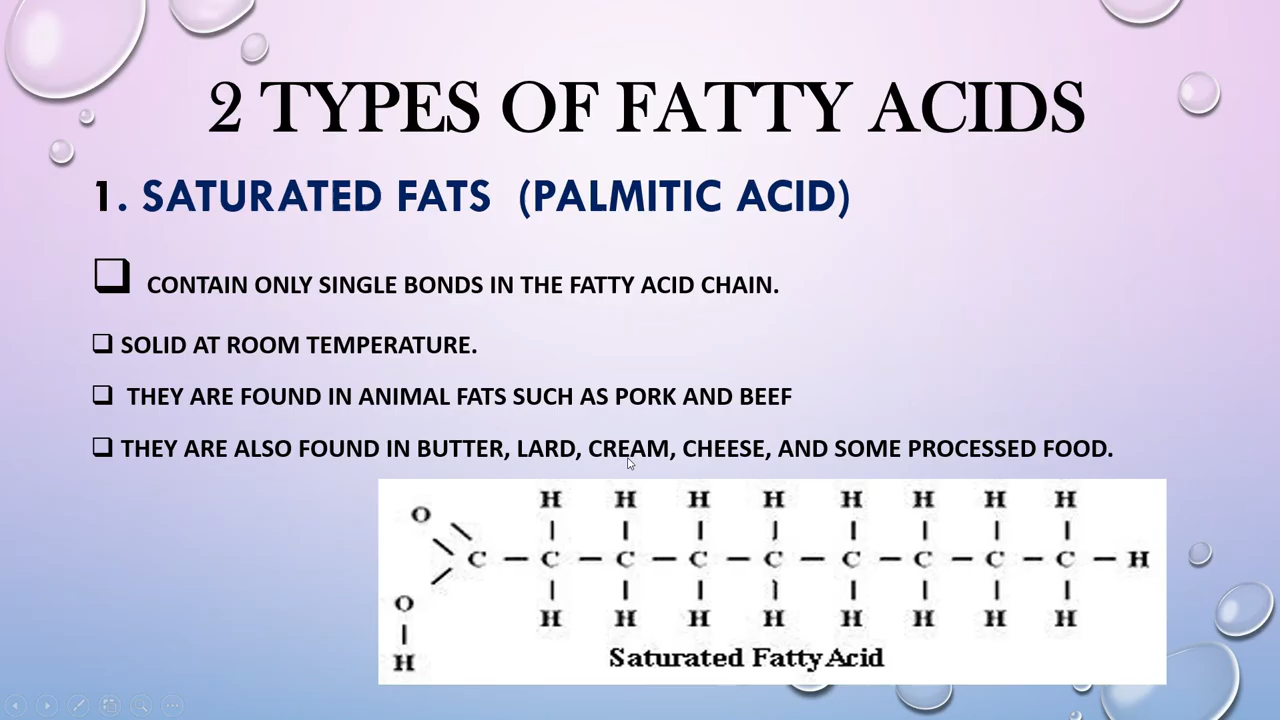 2 TYPES OF FATTY ACIDS
1. SATURATED FATS (PALMITIC ACID)
❑ CONTAIN ONLY SINGLE BONDS IN THE FATTY ACID CHAIN.
❑ SOLID AT ROOM TEMPERATURE.
❑ THEY ARE FOUND IN ANIMAL FATS SUCH AS PORK AND BEEF
❑ THEY ARE ALSO FOUND IN BUTTER, LARD, CREAM, CHEESE, AND SOME PROCESSED FOOD.
H H H H H H H H
O
C — C — C — C — C — C — C — C — C — H
O
H H H H H H H H
H
Saturated Fatty Acid